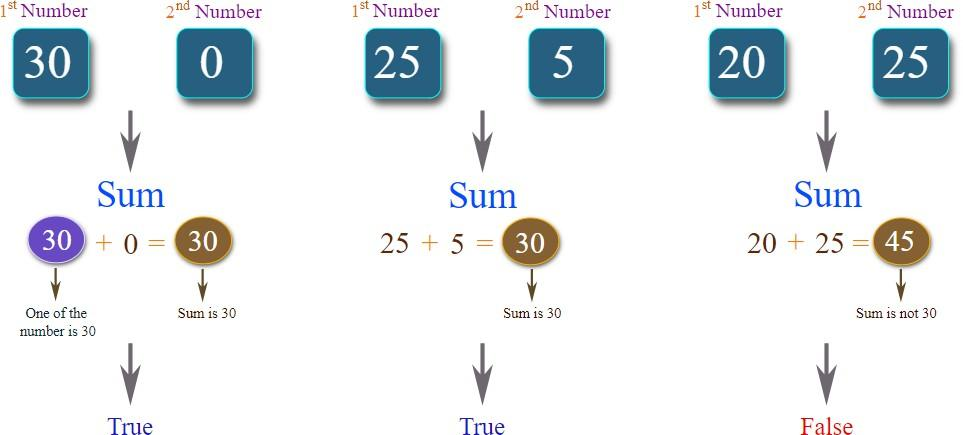 1st Number 2nd Number
30 0
Sum
30 + 0 = 30
One of the
number is 30
Sum is 30
True
1st Number 2nd Number
25 5
Sum
25 + 5 = 30
Sum is 30
True
1st Number 2nd Number
20 25
Sum
20 + 25 = 45
Sum is not 30
False